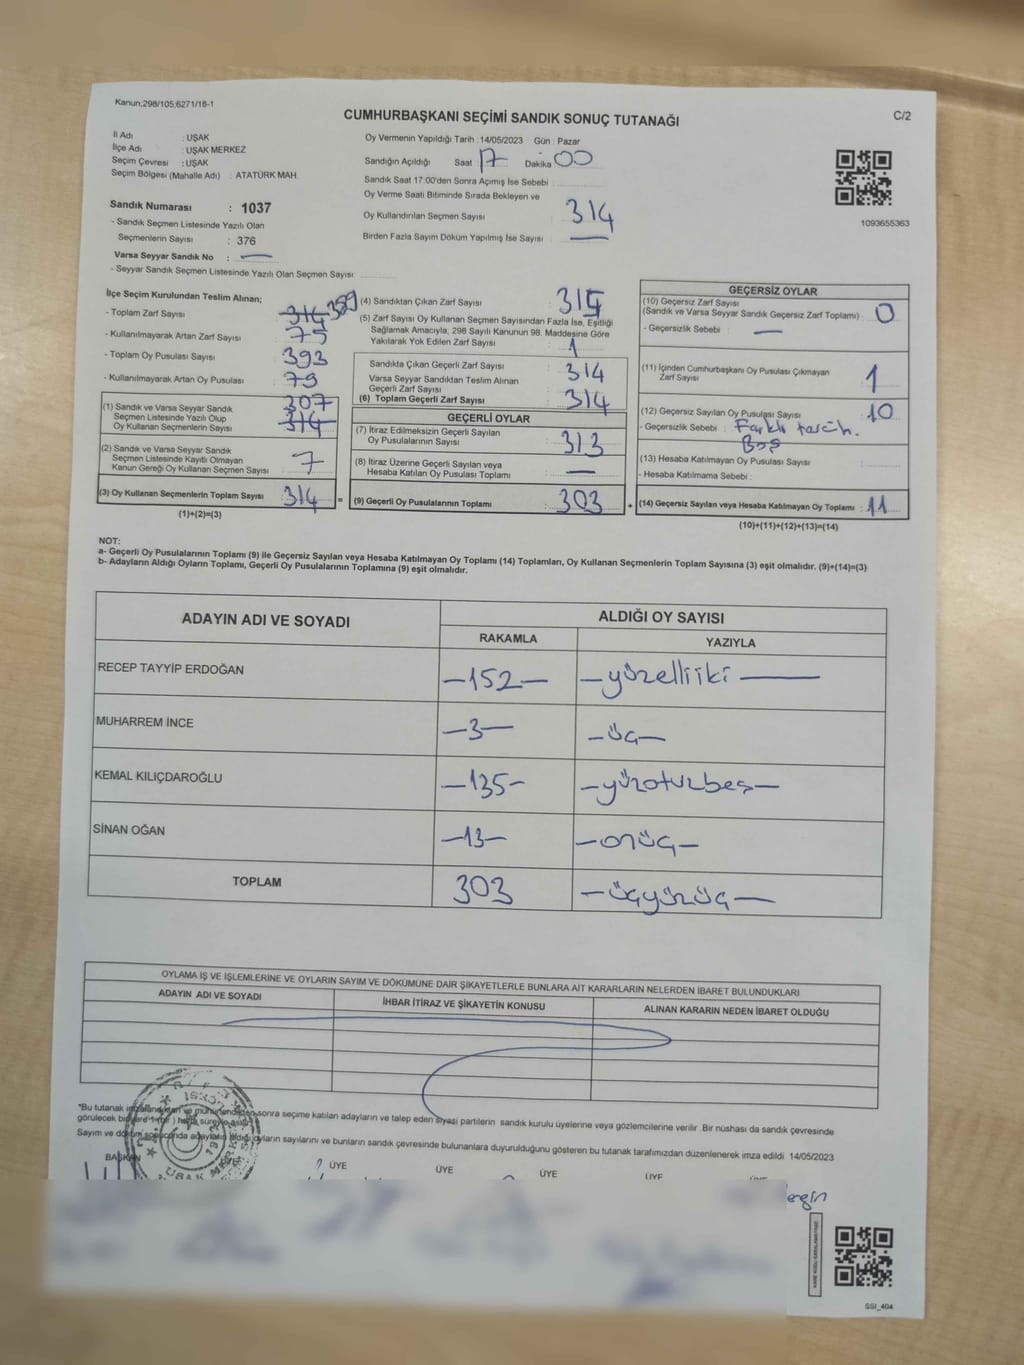 Kanun;298/105;6271/18-1
CUMHURBAŞKANI SEÇİMİ SANDIK SONUÇ TUTANAĞI
C/2
İl Adı : UŞAK
İlçe Adı : UŞAK MERKEZ
Seçim Çevresi : UŞAK
Seçim Bölgesi (Mahalle Adı) : ATATÜRK MAH.
Oy Vermenin Yapıldığı Tarih : 14/05/2023 Gün : Pazar
Sandığın Açıldığı Saat 17 Dakika 00
Sandık Saat 17:00'den Sonra Açımış İse Sebebi :
Oy Verme Saati Bitiminde Sırada Bekleyen ve
Oy Kullandırılan Seçmen Sayısı : 314
Birden Fazla Sayım Döküm Yapılmış İse Sayısı : —
1093655363
Sandık Numarası : 1037
- Sandık Seçmen Listesinde Yazılı Olan
Seçmenlerin Sayısı : 376
Varsa Seyyar Sandık No : —
- Seyyar Sandık Seçmen Listesinde Yazılı Olan Seçmen Sayısı :
İlçe Seçim Kurulundan Teslim Alınan;
- Toplam Zarf Sayısı : 314 389
- Kullanılmayarak Artan Zarf Sayısı : 75
- Toplam Oy Pusulası Sayısı : 393
- Kullanılmayarak Artan Oy Pusulası : 79
(1) Sandık ve Varsa Seyyar Sandık
Seçmen Listesinde Yazılı Olup
Oy Kullanan Seçmenlerin Sayısı : 307 314
(2) Sandık ve Varsa Seyyar Sandık
Seçmen Listesinde Kayıtlı Olmayan
Kanun Gereği Oy Kullanan Seçmen Sayısı : 7
(3) Oy Kullanan Seçmenlerin Toplam Sayısı : 314
(1)+(2)=(3)
(4) Sandıktan Çıkan Zarf Sayısı : 315
(5) Zarf Sayısı Oy Kullanan Seçmen Sayısından Fazla İse, Eşitliği
Sağlamak Amacıyla, 298 Sayılı Kanunun 98. Maddesine Göre
Yakılarak Yok Edilen Zarf Sayısı : 1
Sandıkta Çıkan Geçerli Zarf Sayısı : 314
Varsa Seyyar Sandıktan Teslim Alınan
Geçerli Zarf Sayısı :
(6) Toplam Geçerli Zarf Sayısı : 314
GEÇERLİ OYLAR
(7) İtiraz Edilmeksizin Geçerli Sayılan
Oy Pusulalarının Sayısı : 313
(8) İtiraz Üzerine Geçerli Sayılan veya
Hesaba Katılan Oy Pusulası Toplamı : —
= (9) Geçerli Oy Pusulalarının Toplamı : 303
GEÇERSİZ OYLAR
(10) Geçersiz Zarf Sayısı
(Sandık ve Varsa Seyyar Sandık Geçersiz Zarf Toplamı) : 0
- Geçersizlik Sebebi : —
(11) İçinden Cumhurbaşkanı Oy Pusulası Çıkmayan
Zarf Sayısı : 1
(12) Geçersiz Sayılan Oy Pusulası Sayısı : 10
- Geçersizlik Sebebi : Farklı tercih.
Boş
(13) Hesaba Katılmayan Oy Pusulası Sayısı :
- Hesaba Katılmama Sebebi :
+ (14) Geçersiz Sayılan veya Hesaba Katılmayan Oy Toplamı : 11
(10)+(11)+(12)+(13)=(14)
NOT:
a- Geçerli Oy Pusulalarının Toplamı (9) ile Geçersiz Sayılan veya Hesaba Katılmayan Oy Toplamı (14) Toplamları, Oy Kullanan Seçmenlerin Toplam Sayısına (3) eşit olmalıdır. (9)+(14)=(3)
b- Adayların Aldığı Oyların Toplamı, Geçerli Oy Pusulalarının Toplamına (9) eşit olmalıdır.
ADAYIN ADI VE SOYADI
ALDIĞI OY SAYISI
RAKAMLA YAZIYLA
RECEP TAYYİP ERDOĞAN —152— —yüzelliiki—
MUHARREM İNCE —3— —üç—
KEMAL KILIÇDAROĞLU —135— —yüzotuzbeş—
SİNAN OĞAN —13— —onüç—
TOPLAM 303 —üçyüzüç—
OYLAMA İŞ VE İŞLEMLERİNE VE OYLARIN SAYIM VE DÖKÜMÜNE DAİR ŞİKAYETLERLE BUNLARA AİT KARARLARIN NELERDEN İBARET BULUNDUKLARI
ADAYIN ADI VE SOYADI İHBAR İTİRAZ VE ŞİKAYETİN KONUSU ALINAN KARARIN NEDEN İBARET OLDUĞU
"Bu tutanak sonra seçime katılan adayların ve talep eden siyasi partilerin sandık kurulu üyelerine veya gözlemcilerine verilir. Bir nüshası da sandık çevresinde
görülecek bir yere
Sayım ve döküm sonucunda adayların aldığı oyların sayılarını ve bunların sandık çevresinde bulunanlara duyurulduğunu gösteren bu tutanak tarafımızdan düzenlenerek imza edildi. 14/05/2023
BAŞKAN ÜYE ÜYE ÜYE ÜYE
UŞAK MERKEZ
SSI_404